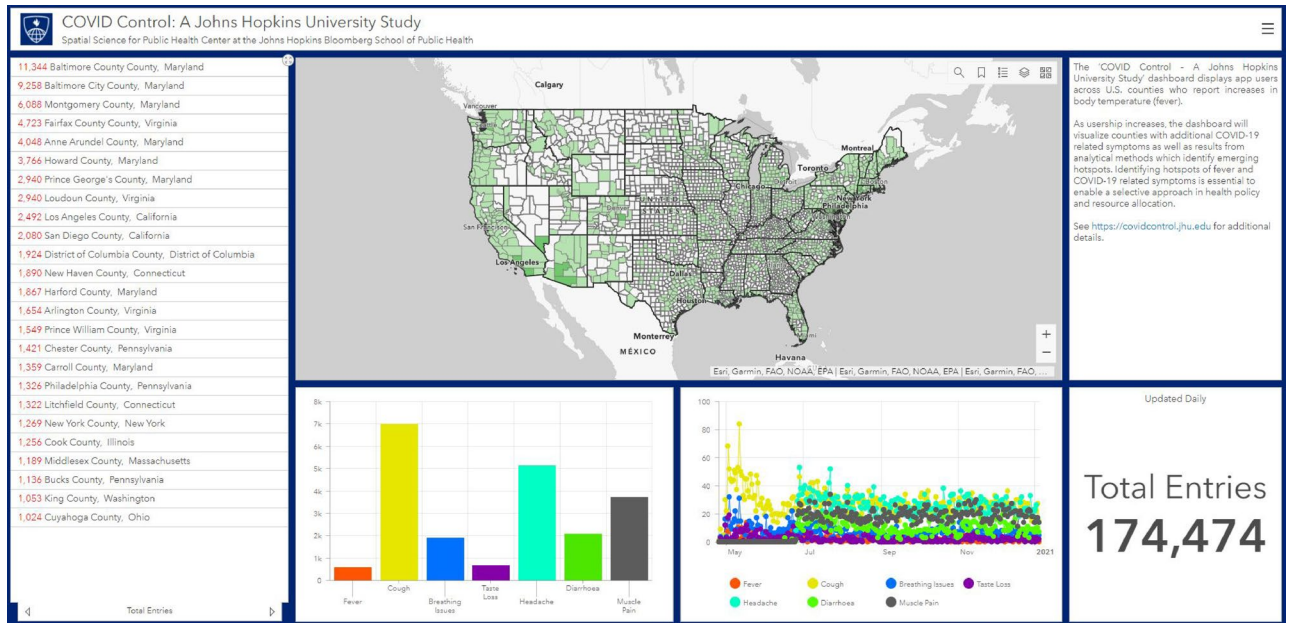 COVID Control: A Johns Hopkins University Study
Spatial Science for Public Health Center at the Johns Hopkins Bloomberg School of Public Health
11,344 Baltimore County County, Maryland
9,258 Baltimore City County, Maryland
6,088 Montgomery County, Maryland
4,723 Fairfax County County, Virginia
4,048 Anne Arundel County, Maryland
3,766 Howard County, Maryland
2,940 Prince George's County, Maryland
2,940 Loudoun County, Virginia
2,492 Los Angeles County, California
2,080 San Diego County, California
1,924 District of Columbia County, District of Columbia
1,890 New Haven County, Connecticut
1,867 Harford County, Maryland
1,654 Arlington County, Virginia
1,549 Prince William County, Virginia
1,421 Chester County, Pennsylvania
1,359 Carroll County, Maryland
1,326 Philadelphia County, Pennsylvania
1,322 Litchfield County, Connecticut
1,269 New York County, New York
1,256 Cook County, Illinois
1,189 Middlesex County, Massachusetts
1,136 Bucks County, Pennsylvania
1,053 King County, Washington
1,024 Cuyahoga County, Ohio
Total Entries
Calgary
Vancouver
Montreal
Toronto
Chicago
New York
Philadelphia
UNITED
STATES
Denver
San Francisco
Los Angeles
Dallas
Houston
Miami
Monterrey
MÉXICO
Havana
Esri, Garmin, FAO, NOAA, EPA | Esri, Garmin, FAO, NOAA, EPA | Esri, Garmin, FAO, ...
The 'COVID Control - A Johns Hopkins
University Study' dashboard displays app users
across U.S. counties who report increases in
body temperature (fever).
As usership increases, the dashboard will
visualize counties with additional COVID-19
related symptoms as well as results from
analytical methods which identify emerging
hotspots. Identifying hotspots of fever and
COVID-19 related symptoms is essential to
enable a selective approach in health policy
and resource allocation.
See https://covidcontrol.jhu.edu for additional
details.
8k
7k
6k
5k
4k
3k
2k
1k
0
Fever
Cough
Breathing
Issues
Taste
Loss
Headache
Diarrhoea
Muscle
Pain
100
80
60
40
20
0
May
Jul
Sep
Nov
2021
Fever
Cough
Breathing Issues
Taste Loss
Headache
Diarrhoea
Muscle Pain
Updated Daily
Total Entries
174,474